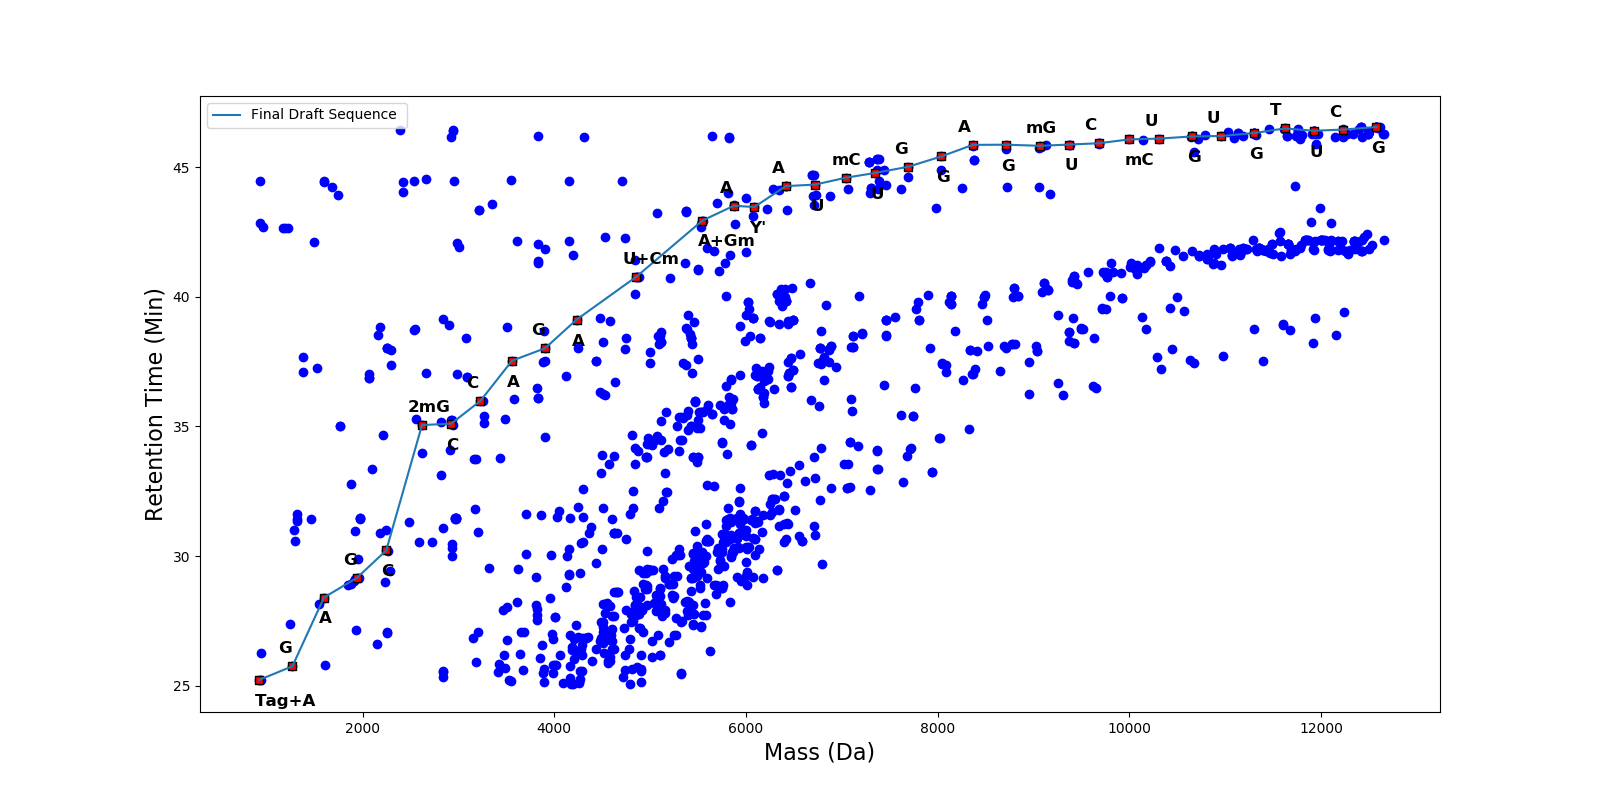 Final Draft Sequence
Retention Time (Min)
45
40
35
30
25
Tag+A
G
A
G
G
2mG
C
C
A
G
A
U+Cm
A+Gm
A
Y'
A
U
mC
U
G
G
A
G
mG
U
C
mC
U
G
U
G
T
U
C
G
2000
4000
6000
8000
10000
12000
Mass (Da)